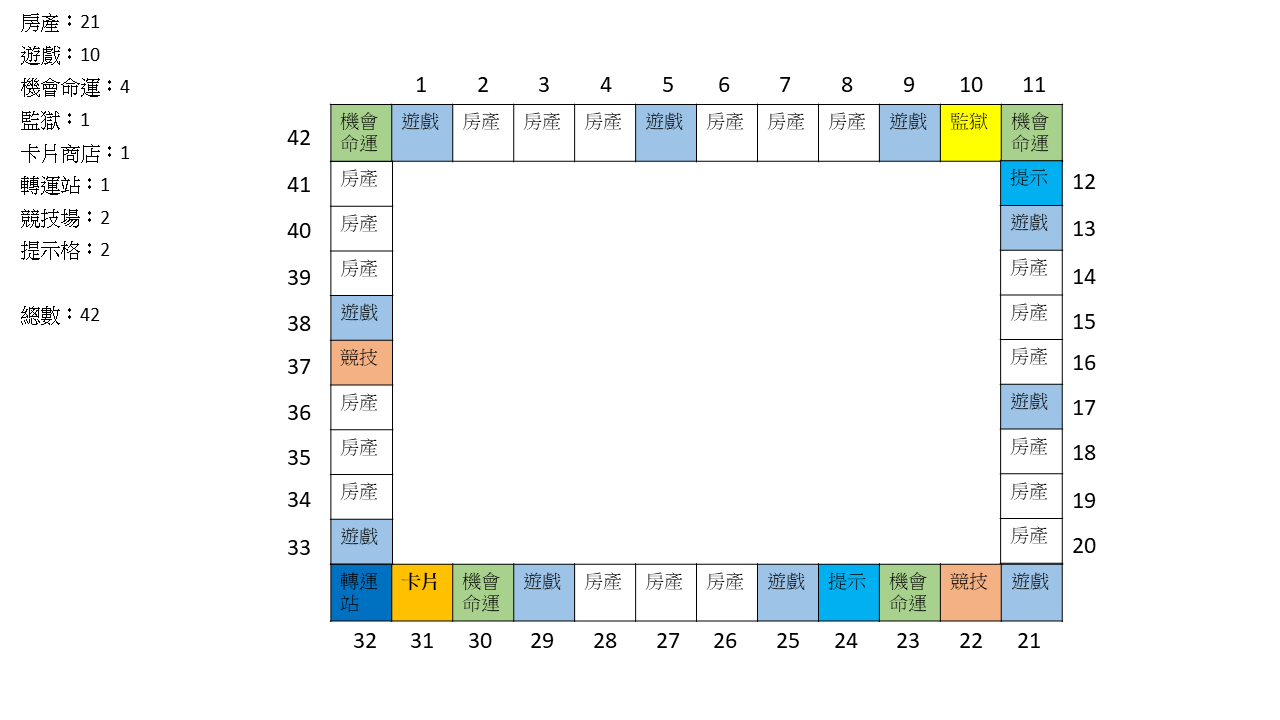 房產：21
遊戲：10
機會命運：4
監獄：1
卡片商店：1
轉運站：1
競技場：2
提示格：2
總數：42
1 2 3 4 5 6 7 8 9 10 11
42 機會 遊戲 房產 房產 房產 遊戲 房產 房產 房產 遊戲 監獄 機會
命運 命運
41 房產 提示 12
40 房產 遊戲 13
39 房產 房產 14
38 遊戲 房產 15
37 競技 房產 16
36 房產 遊戲 17
35 房產 房產 18
34 房產 房產 19
33 遊戲 房產 20
轉運 卡片 機會 遊戲 房產 房產 房產 遊戲 提示 機會 競技 遊戲
站 命運 命運
32 31 30 29 28 27 26 25 24 23 22 21